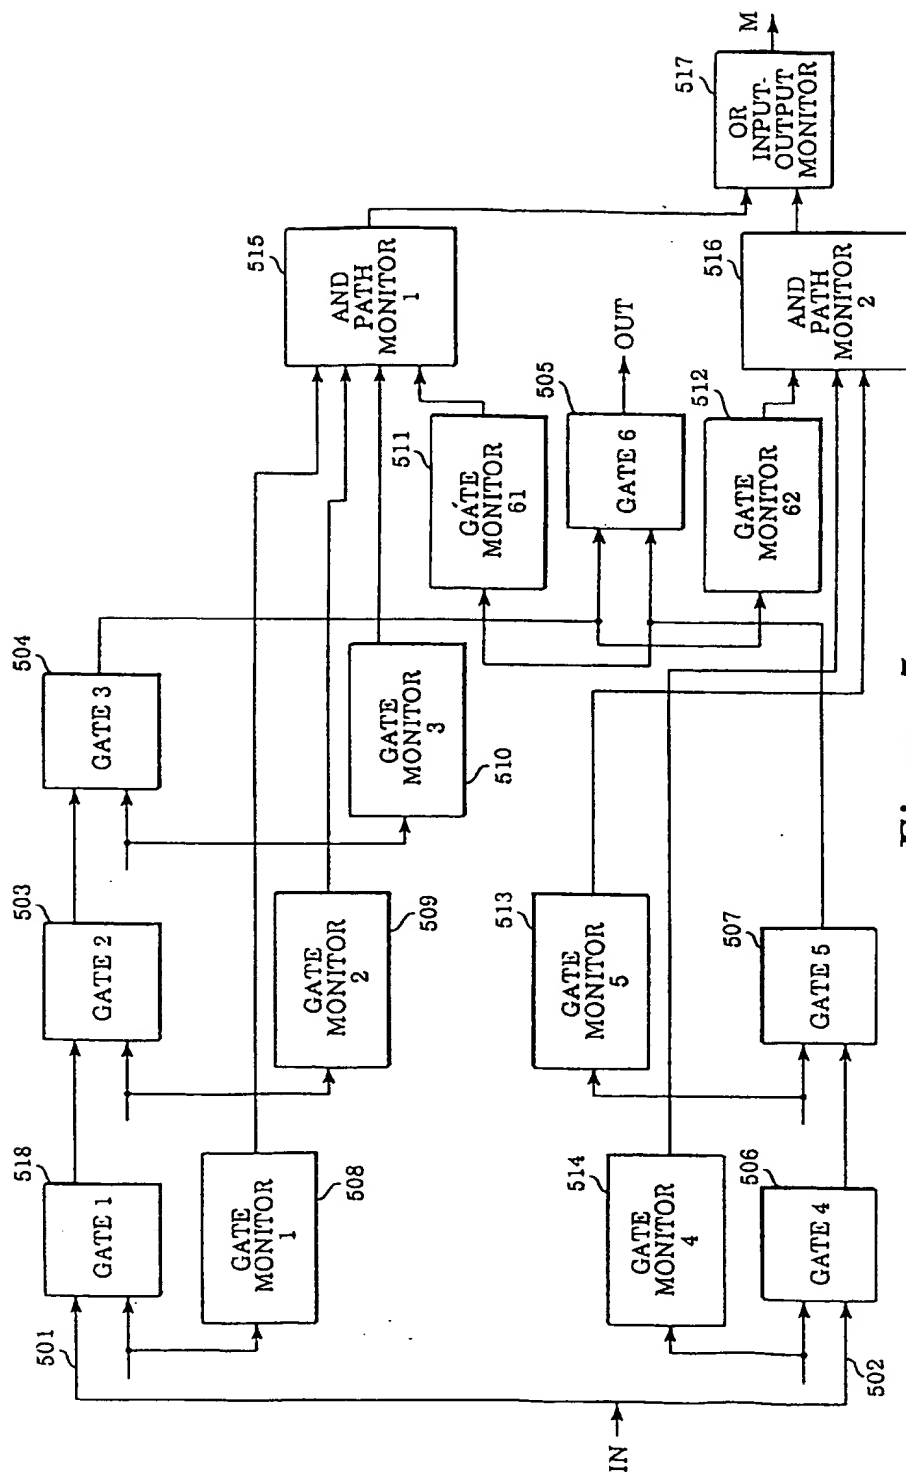 501
518
GATE 1
503
GATE 2
504
GATE 3
508
GATE
MONITOR
1
509
GATE
MONITOR
2
510
GATE
MONITOR
3
515
AND
PATH
MONITOR
1
511
GATE
MONITOR
61
505
GATE 6
OUT
512
GATE
MONITOR
62
514
GATE
MONITOR
4
513
GATE
MONITOR
5
516
AND
PATH
MONITOR
2
517
OR
INPUT-
OUTPUT
MONITOR
M
IN
502
506
GATE 4
507
GATE 5